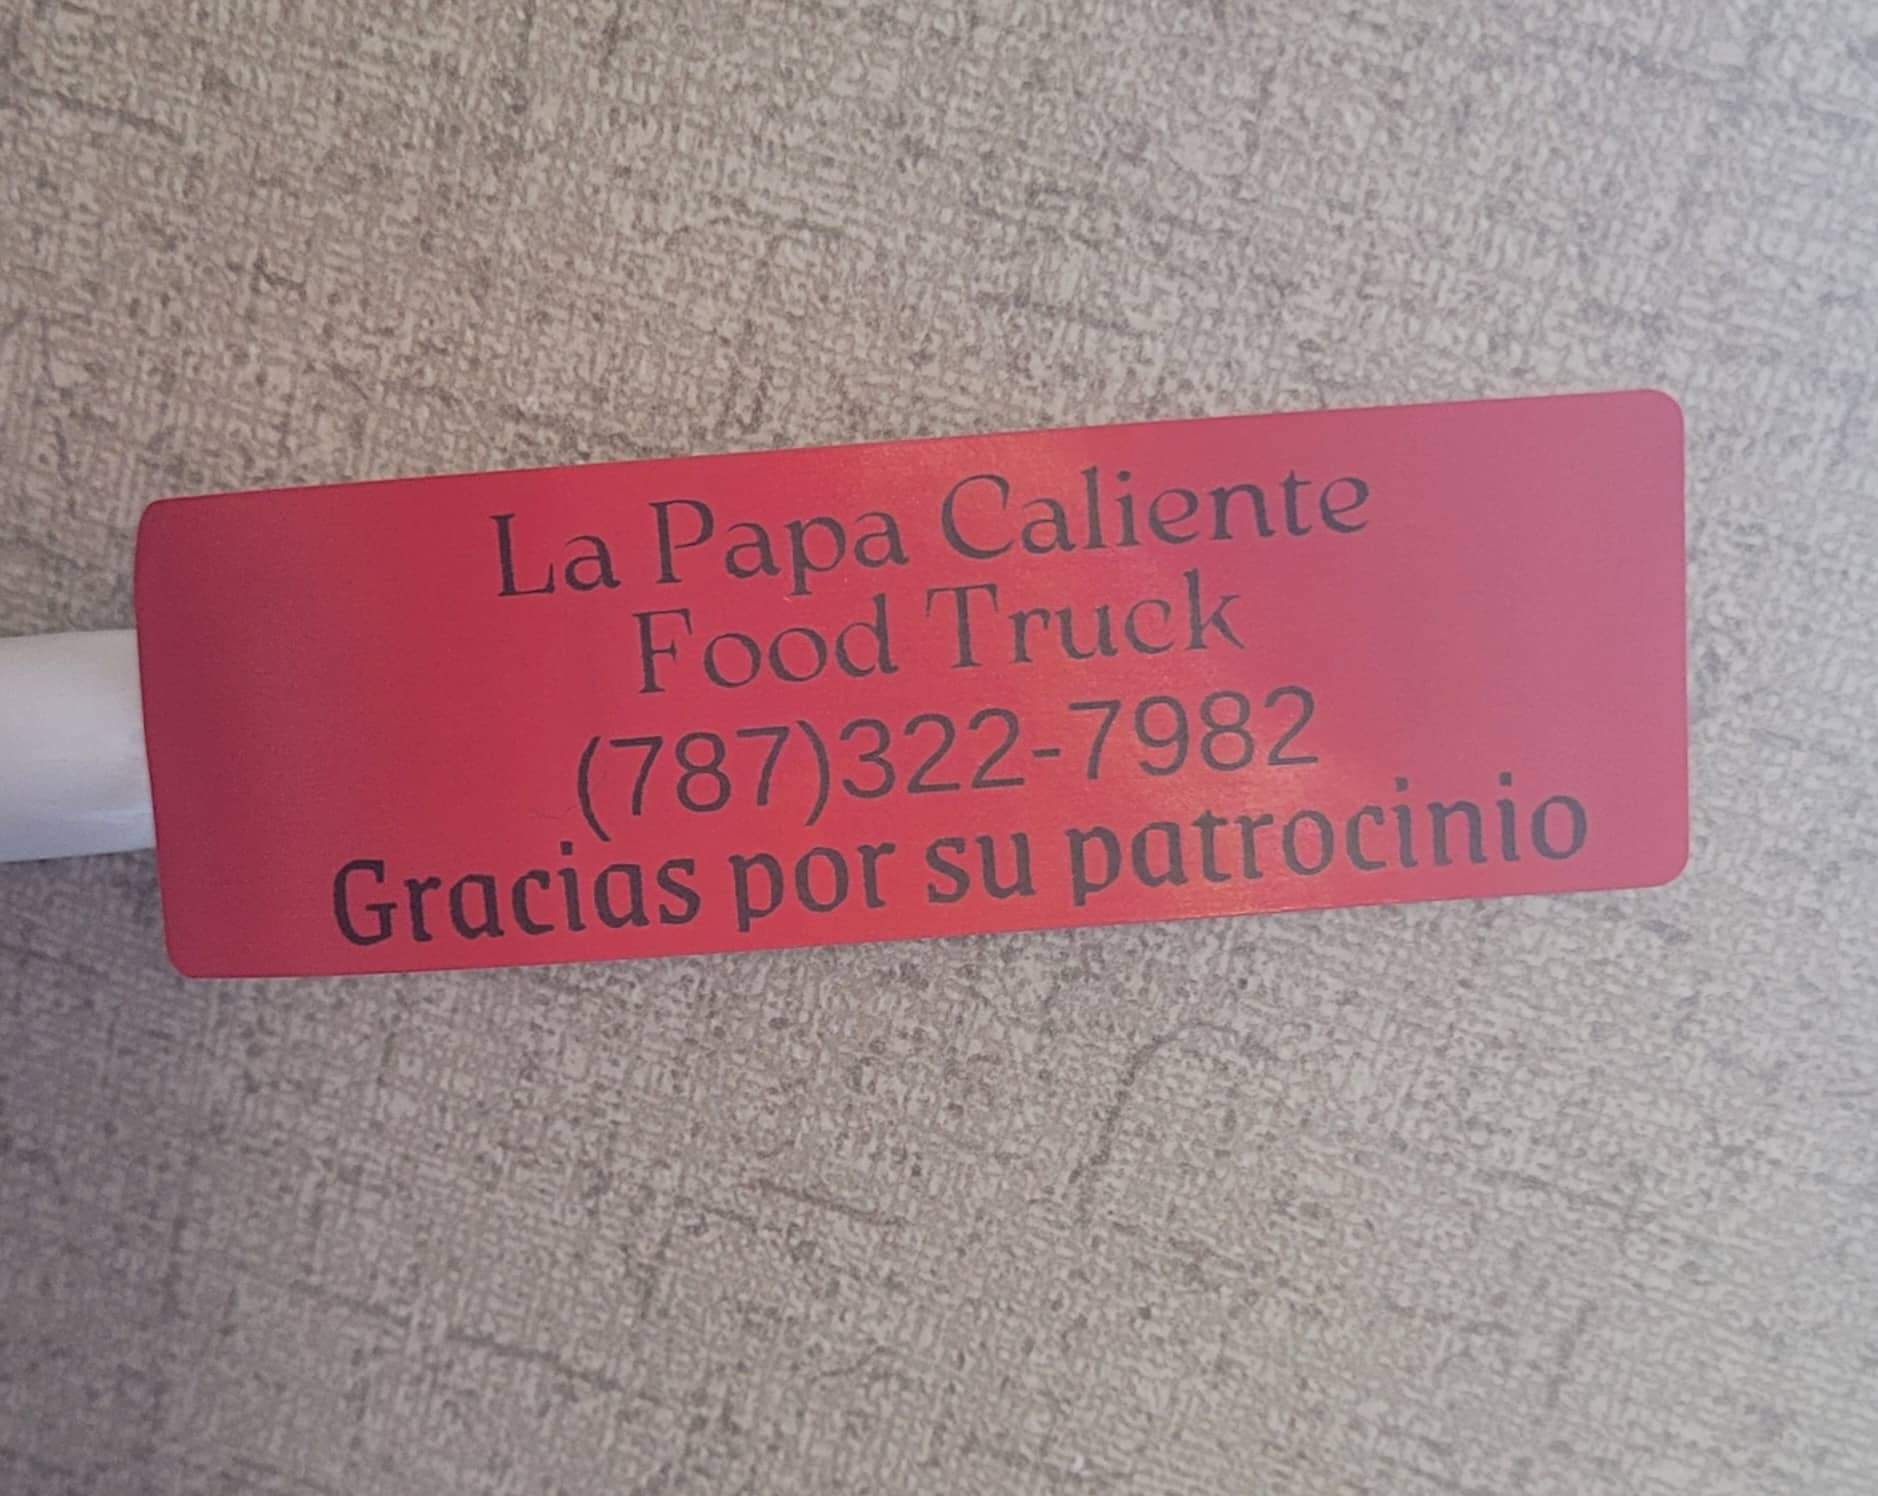 La Papa Caliente
Food Truck
(787)322-7982
Gracias por su patrocinio